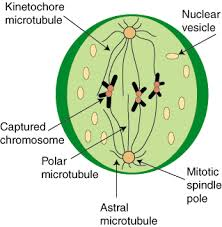 Kinetochore
microtubule
Nuclear
vesicle
Captured
chromosome
Polar
microtubule
Astral
microtubule
Mitotic
spindle
pole